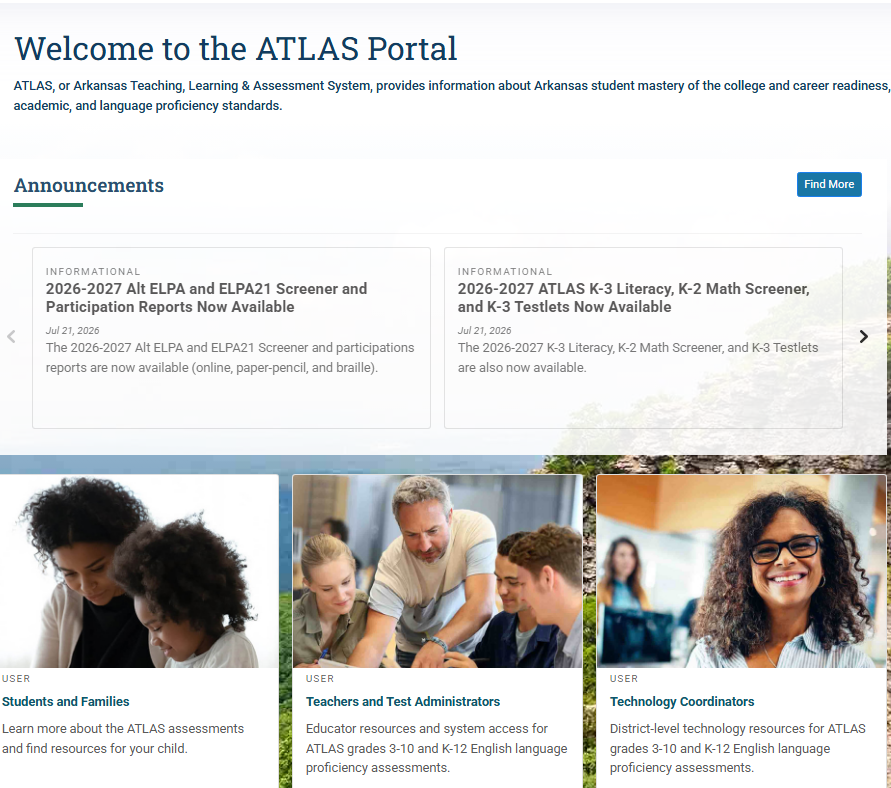 Welcome to the ATLAS Portal
ATLAS, or Arkansas Teaching, Learning & Assessment System, provides information about Arkansas student mastery of the college and career readiness,
academic, and language proficiency standards.
Announcements
Find More
INFORMATIONAL
2026-2027 Alt ELPA and ELPA21 Screener and
Participation Reports Now Available
Jul 21, 2026
The 2026-2027 Alt ELPA and ELPA21 Screener and participations
reports are now available (online, paper-pencil, and braille).
INFORMATIONAL
2026-2027 ATLAS K-3 Literacy, K-2 Math Screener,
and K-3 Testlets Now Available
Jul 21, 2026
The 2026-2027 K-3 Literacy, K-2 Math Screener, and K-3 Testlets
are also now available.
USER
Students and Families
Learn more about the ATLAS assessments
and find resources for your child.
USER
Teachers and Test Administrators
Educator resources and system access for
ATLAS grades 3-10 and K-12 English language
proficiency assessments.
USER
Technology Coordinators
District-level technology resources for ATLAS
grades 3-10 and K-12 English language
proficiency assessments.